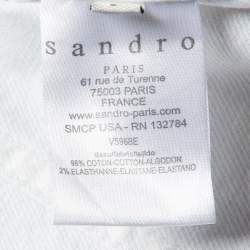 sandro
PARIS
61 rue de Turenne
75003 PARIS
FRANCE
www.sandro-paris.com
SMCP USA - RN 132784
V5968E
98% COTON-COTTON-ALGODON
2% ELASTHANNE-ELASTANE-ELASTANO